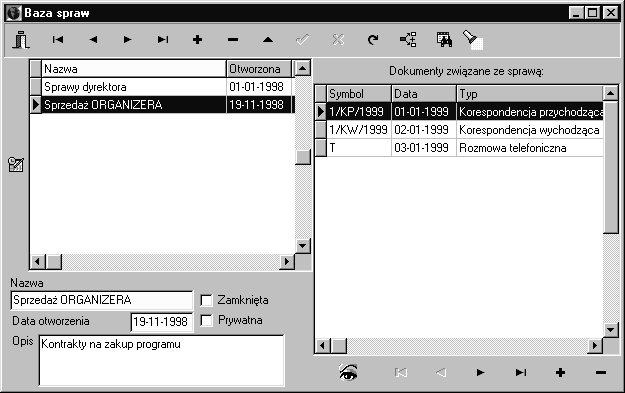 Baza spraw
Nazwa Otworzona
Sprawy dyrektora 01-01-1998
Sprzedaż ORGANIZERA 19-11-1998
Dokumenty związane ze sprawą:
Symbol Data Typ
1/KP/1999 01-01-1999 Korespondencja przychodząca
1/KW/1999 02-01-1999 Korespondencja wychodząca
T 03-01-1999 Rozmowa telefoniczna
Nazwa
Sprzedaż ORGANIZERA Zamknięta
Data otworzenia 19-11-1998 Prywatna
Opis Kontrakty na zakup programu